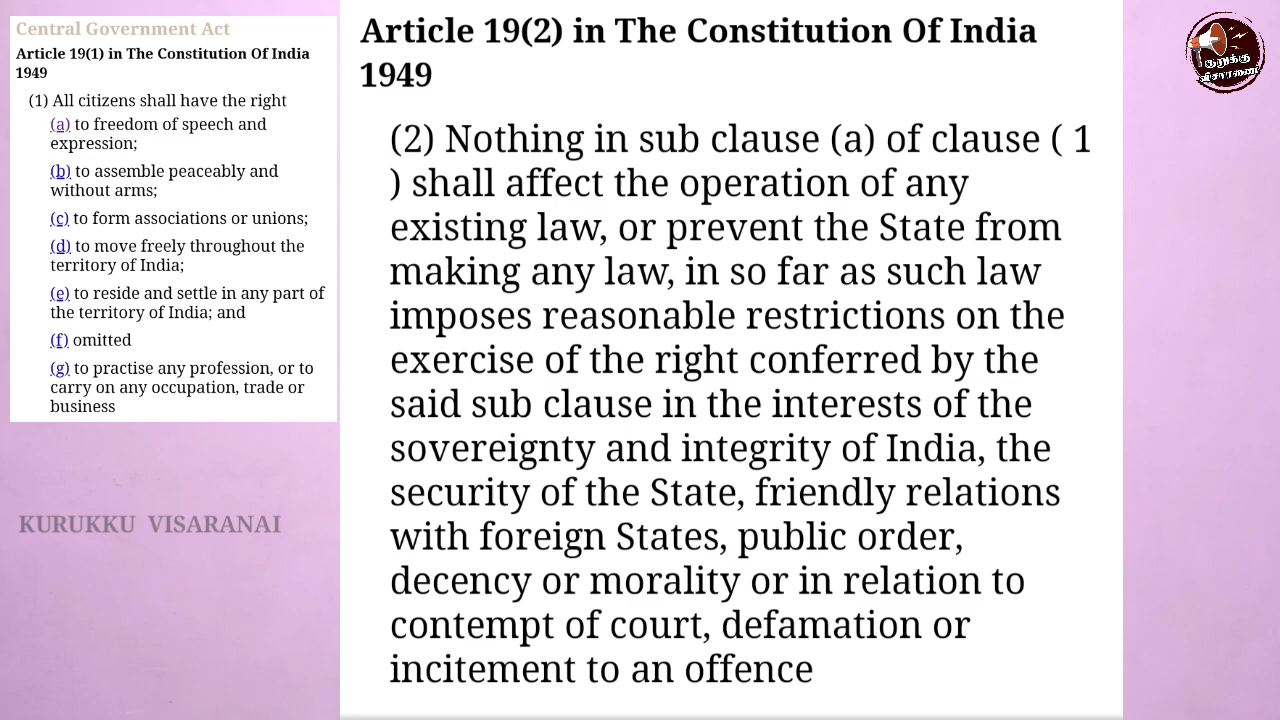 Central Government Act
Article 19(1) in The Constitution Of India
1949
(1) All citizens shall have the right
(a) to freedom of speech and
expression;
(b) to assemble peaceably and
without arms;
(c) to form associations or unions;
(d) to move freely throughout the
territory of India;
(e) to reside and settle in any part of
the territory of India; and
(f) omitted
(g) to practise any profession, or to
carry on any occupation, trade or
business
KURUKKU VISARANAI
Article 19(2) in The Constitution Of India
1949
(2) Nothing in sub clause (a) of clause ( 1
) shall affect the operation of any
existing law, or prevent the State from
making any law, in so far as such law
imposes reasonable restrictions on the
exercise of the right conferred by the
said sub clause in the interests of the
sovereignty and integrity of India, the
security of the State, friendly relations
with foreign States, public order,
decency or morality or in relation to
contempt of court, defamation or
incitement to an offence
குறுக்கு
விசாரணை